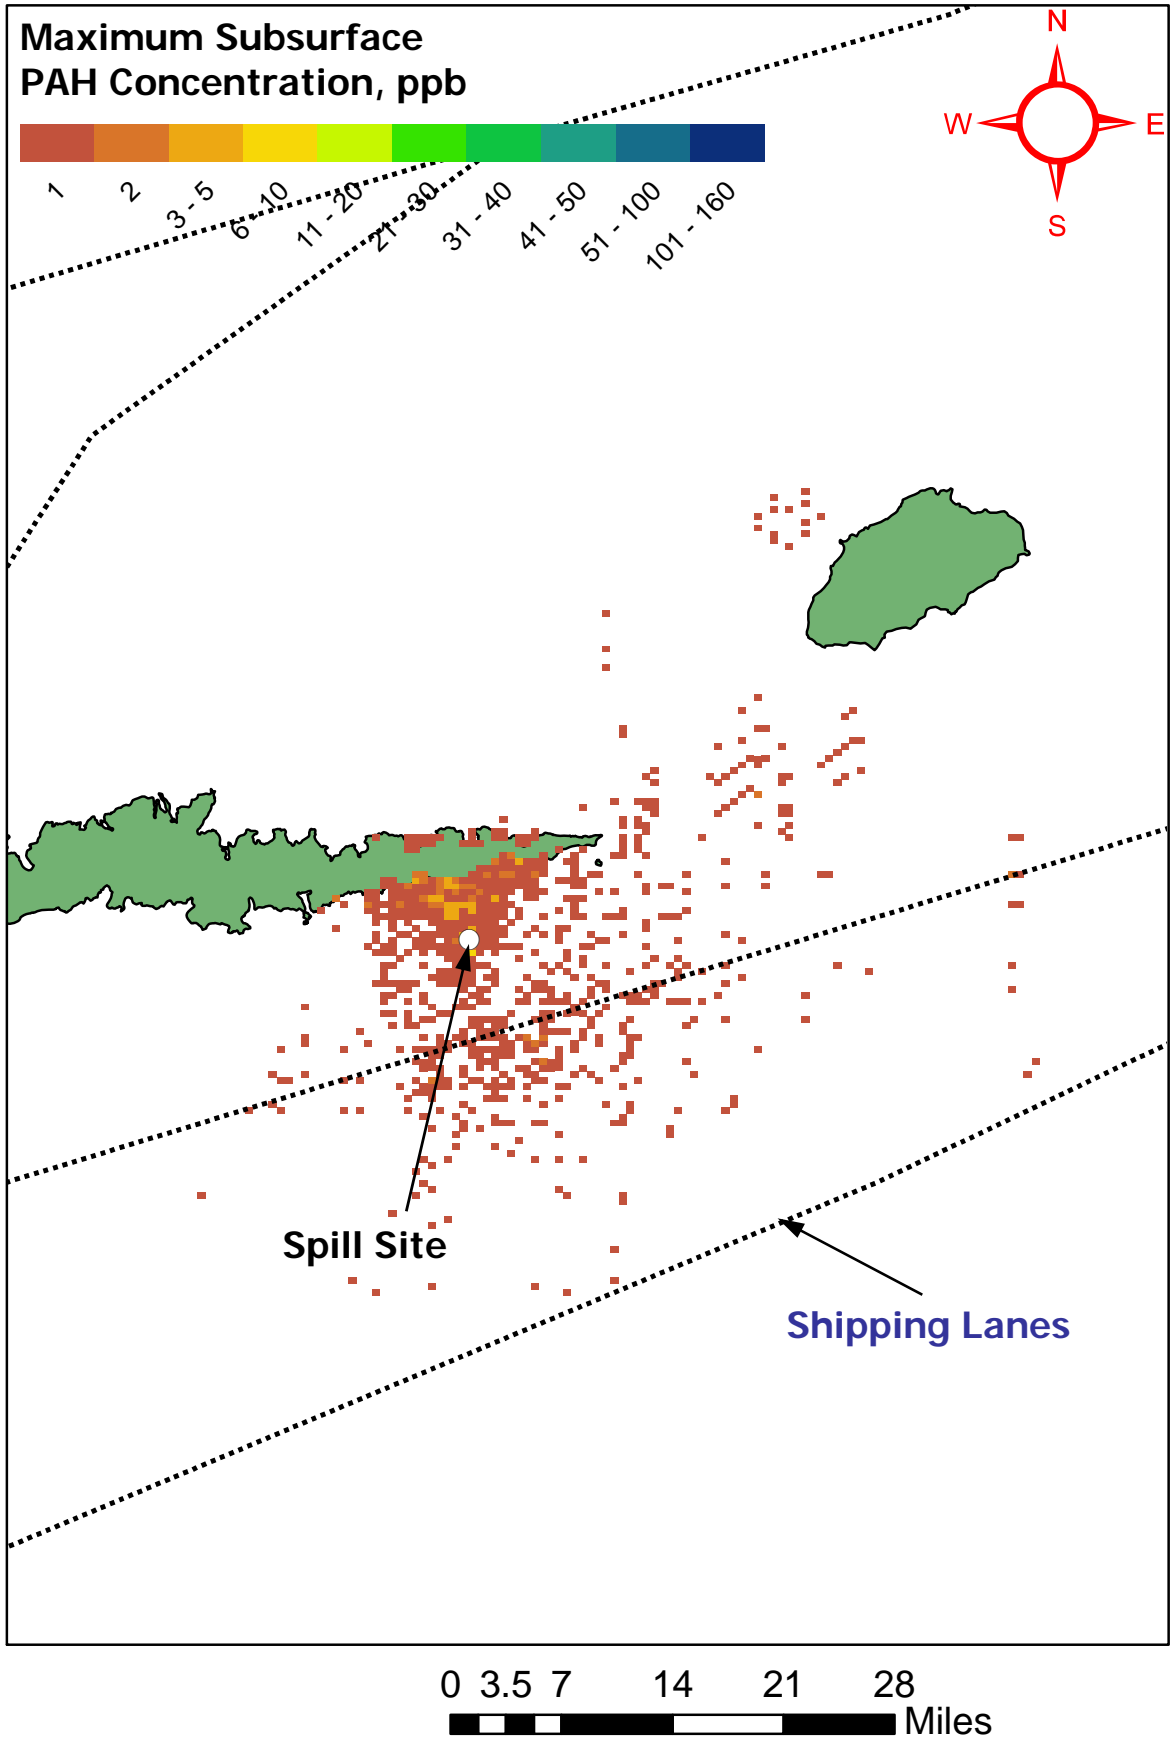 Maximum Subsurface
PAH Concentration, ppb
N
W E
S
1 2 3 - 5 6 - 10 11 - 20 21 - 30 31 - 40 41 - 50 51 - 100 101 - 160
Spill Site
Shipping Lanes
0 3.5 7 14 21 28
Miles